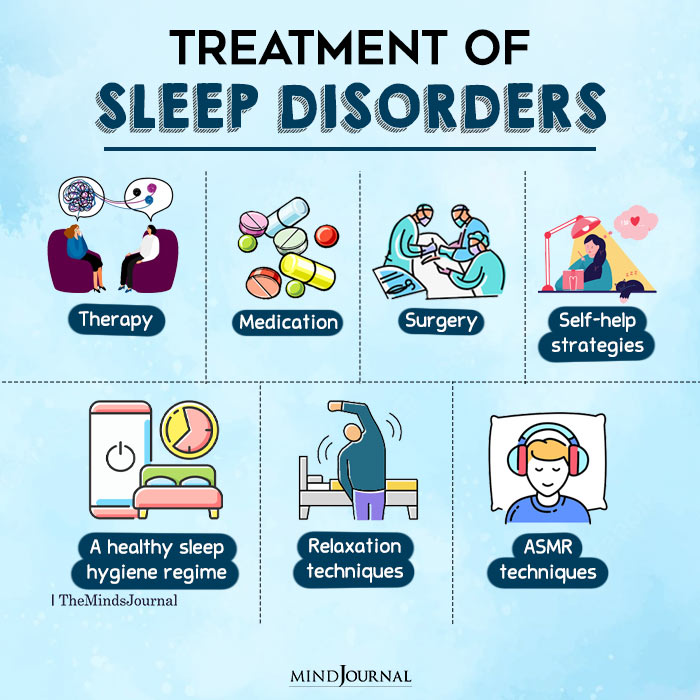 TREATMENT OF
SLEEP DISORDERS
Therapy
Medication
Surgery
Self-help
strategies
zzz
A healthy sleep
hygiene regime
Relaxation
techniques
ASMR
techniques
| TheMindsJournal
MINDJOURNAL